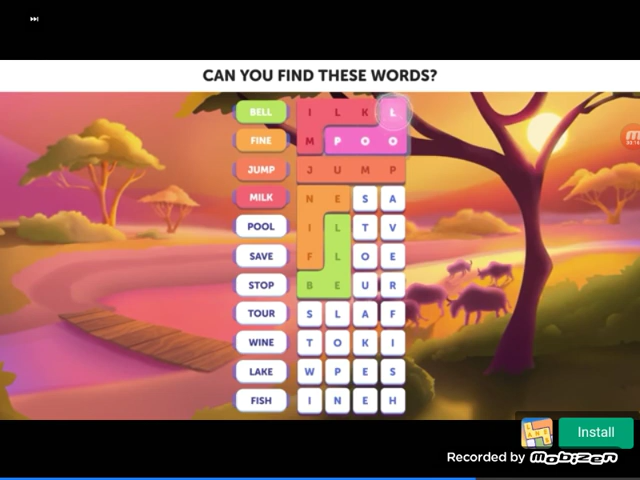 CAN YOU FIND THESE WORDS?
BELL I L K L
FINE M P O O
JUMP J U M P
MILK N E S A
POOL I L T V
SAVE F L O E
STOP B E U R
TOUR S L A F
WINE T O K I
LAKE W P E S
FISH I N E H
Install
Recorded by Mobizen